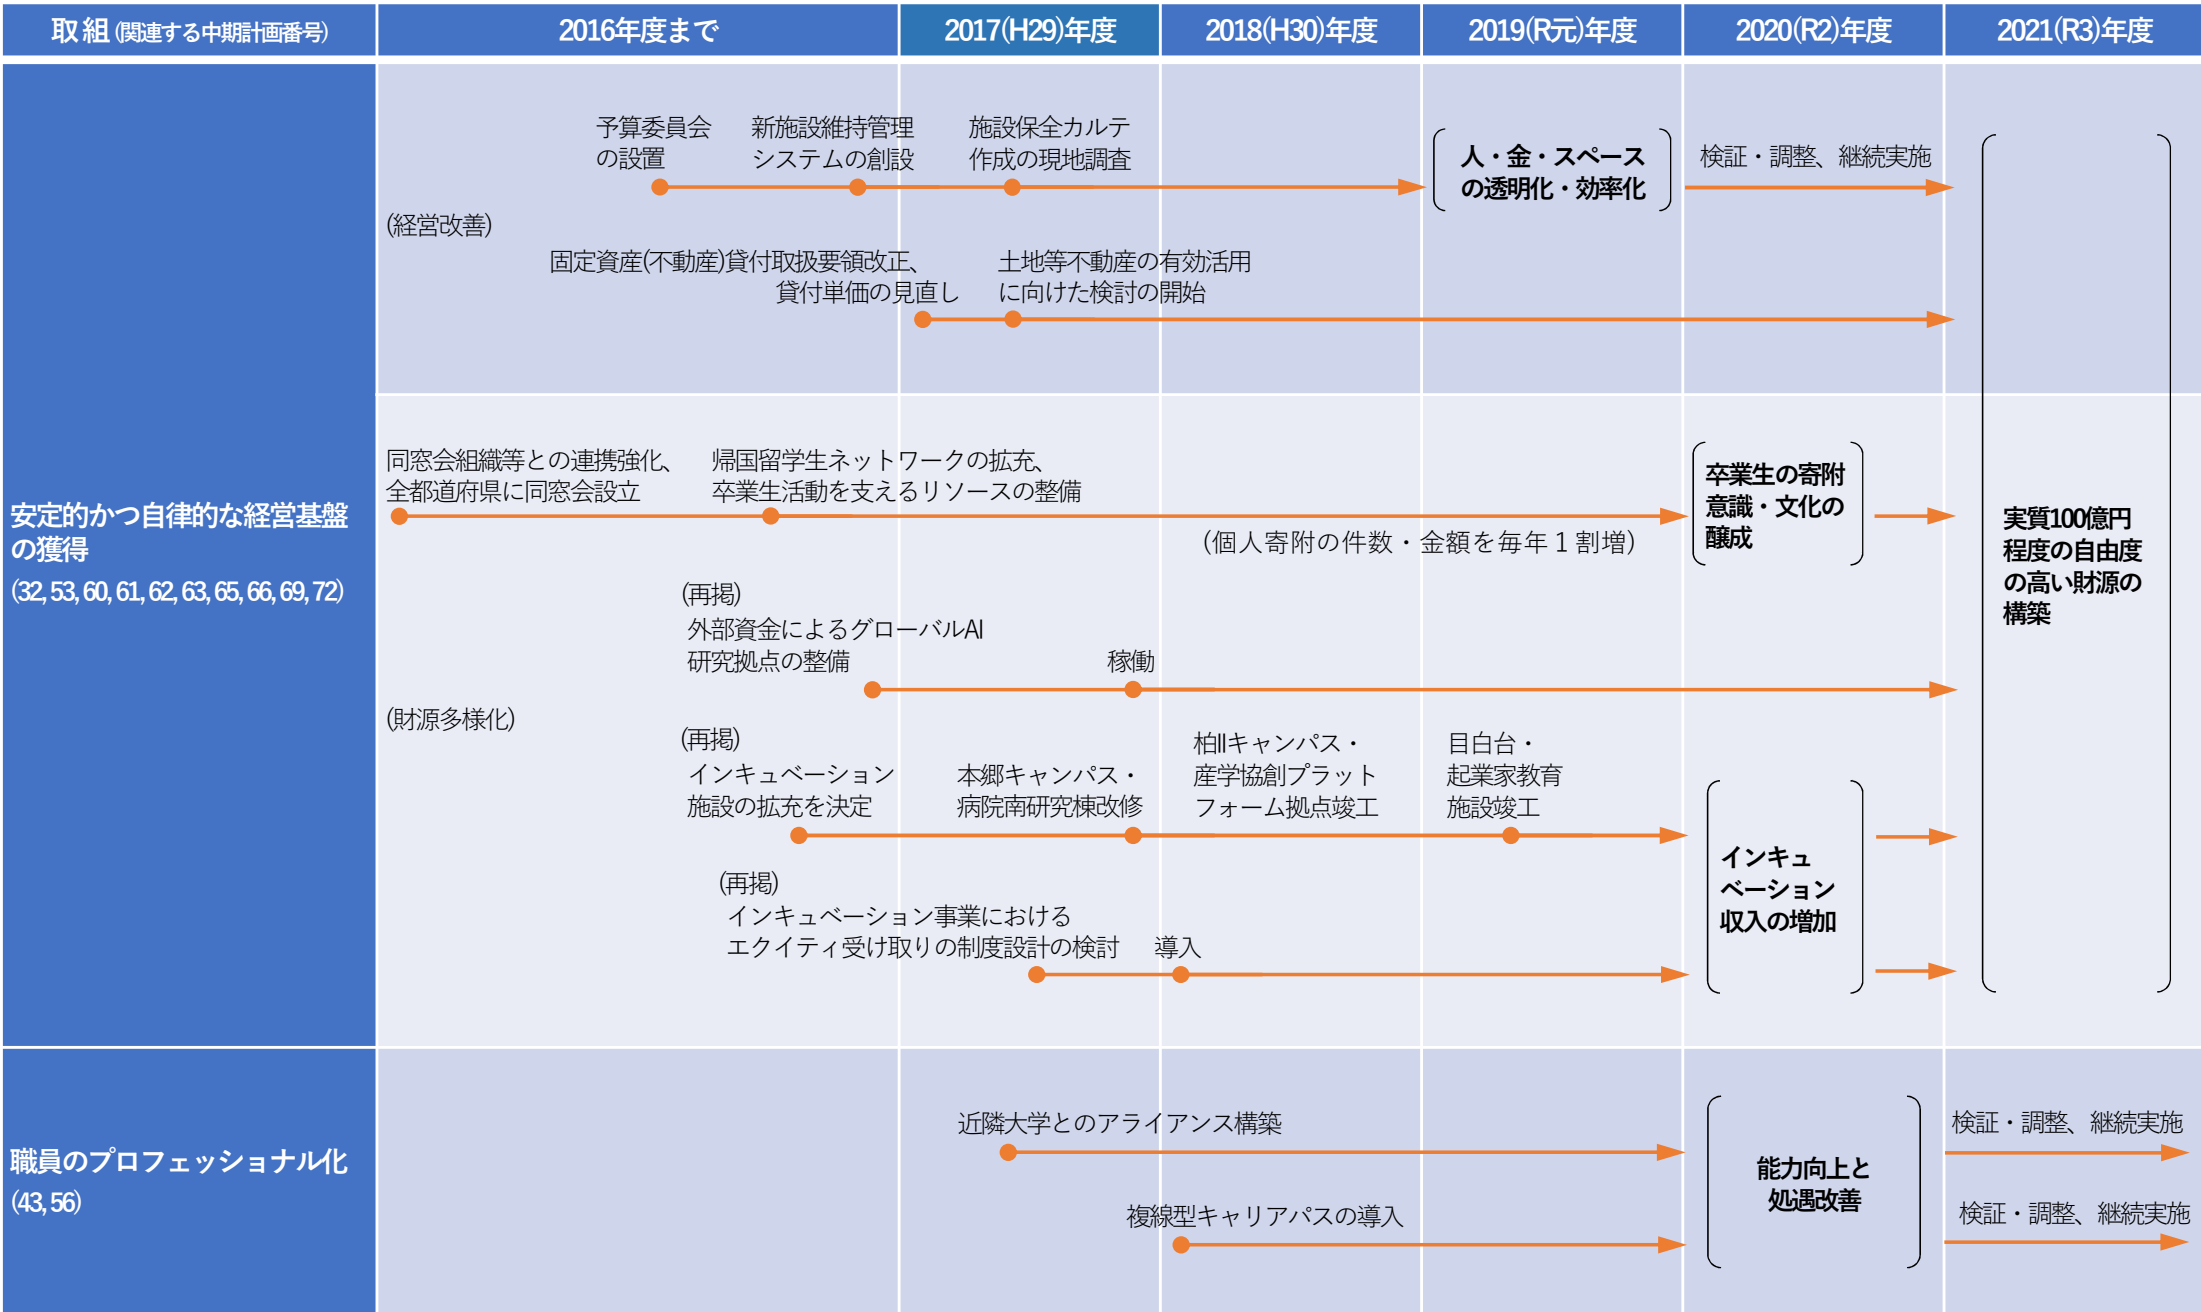 取組(関連する中期計画番号)
2016年度まで
2017(H29)年度
2018(H30)年度
2019(R元)年度
2020(R2)年度
2021(R3)年度
安定的かつ自律的な経営基盤
の獲得
(32, 53, 60, 61, 62, 63, 65, 66, 69, 72)
(経営改善)
予算委員会
の設置
新施設維持管理
システムの創設
施設保全カルテ
作成の現地調査
人・金・スペース
の透明化・効率化
検証・調整、継続実施
固定資産(不動産)貸付取扱要領改正、
貸付単価の見直し
土地等不動産の有効活用
に向けた検討の開始
(財源多様化)
同窓会組織等との連携強化、
全都道府県に同窓会設立
帰国留学生ネットワークの拡充、
卒業生活動を支えるリソースの整備
(個人寄附の件数・金額を毎年1割増)
卒業生の寄附
意識・文化の
醸成
(再掲)
外部資金によるグローバルAI
研究拠点の整備
稼働
(再掲)
インキュベーション
施設の拡充を決定
本郷キャンパス・
病院南研究棟改修
柏IIキャンパス・
産学協創プラット
フォーム拠点竣工
目白台・
起業家教育
施設竣工
(再掲)
インキュベーション事業における
エクイティ受け取りの制度設計の検討
導入
インキュ
ベーション
収入の増加
実質100億円
程度の自由度
の高い財源の
構築
職員のプロフェッショナル化
(43, 56)
近隣大学とのアライアンス構築
複線型キャリアパスの導入
能力向上と
処遇改善
検証・調整、継続実施
検証・調整、継続実施